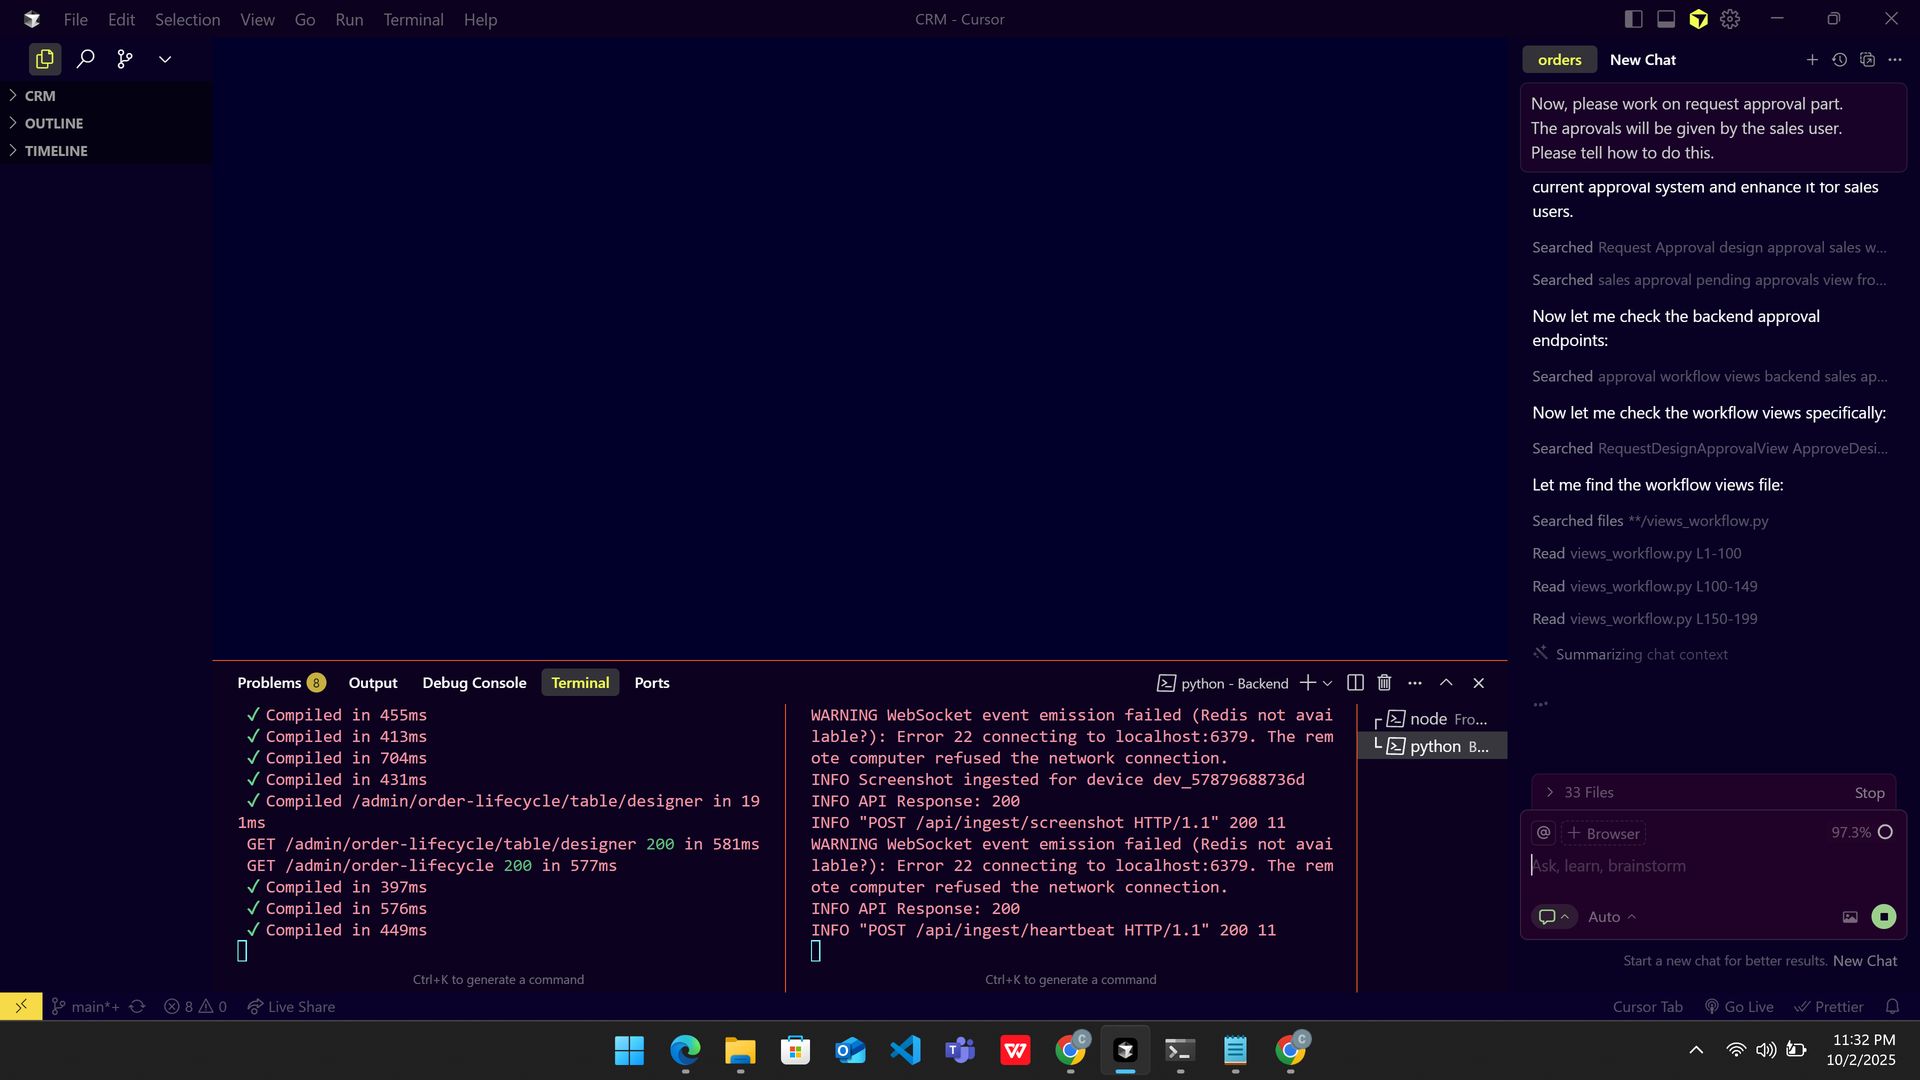 File Edit Selection View Go Run Terminal Help
CRM - Cursor
CRM
OUTLINE
TIMELINE
orders New Chat
Now, please work on request approval part.
The aprovals will be given by the sales user.
Please tell how to do this.
current approval system and enhance it for sales
users.
Searched Request Approval design approval sales w...
Searched sales approval pending approvals view fro...
Now let me check the backend approval
endpoints:
Searched approval workflow views backend sales ap...
Now let me check the workflow views specifically:
Searched RequestDesignApprovalView ApproveDesi...
Let me find the workflow views file:
Searched files **/views_workflow.py
Read views_workflow.py L1-100
Read views_workflow.py L100-149
Read views_workflow.py L150-199
Summarizing chat context
33 Files Stop
@ + Browser 97.3%
Ask, learn, brainstorm
Auto
Start a new chat for better results. New Chat
Problems 8 Output Debug Console Terminal Ports
python - Backend
✓ Compiled in 455ms
✓ Compiled in 413ms
✓ Compiled in 704ms
✓ Compiled in 431ms
✓ Compiled /admin/order-lifecycle/table/designer in 19
1ms
GET /admin/order-lifecycle/table/designer 200 in 581ms
GET /admin/order-lifecycle 200 in 577ms
✓ Compiled in 397ms
✓ Compiled in 576ms
✓ Compiled in 449ms
Ctrl+K to generate a command
WARNING WebSocket event emission failed (Redis not avai
lable?): Error 22 connecting to localhost:6379. The rem
ote computer refused the network connection.
INFO Screenshot ingested for device dev_57879688736d
INFO API Response: 200
INFO "POST /api/ingest/screenshot HTTP/1.1" 200 11
WARNING WebSocket event emission failed (Redis not avai
lable?): Error 22 connecting to localhost:6379. The rem
ote computer refused the network connection.
INFO API Response: 200
INFO "POST /api/ingest/heartbeat HTTP/1.1" 200 11
Ctrl+K to generate a command
node Fro...
python B...
main*+ 8 0 Live Share
Cursor Tab Go Live Prettier
11:32 PM
10/2/2025